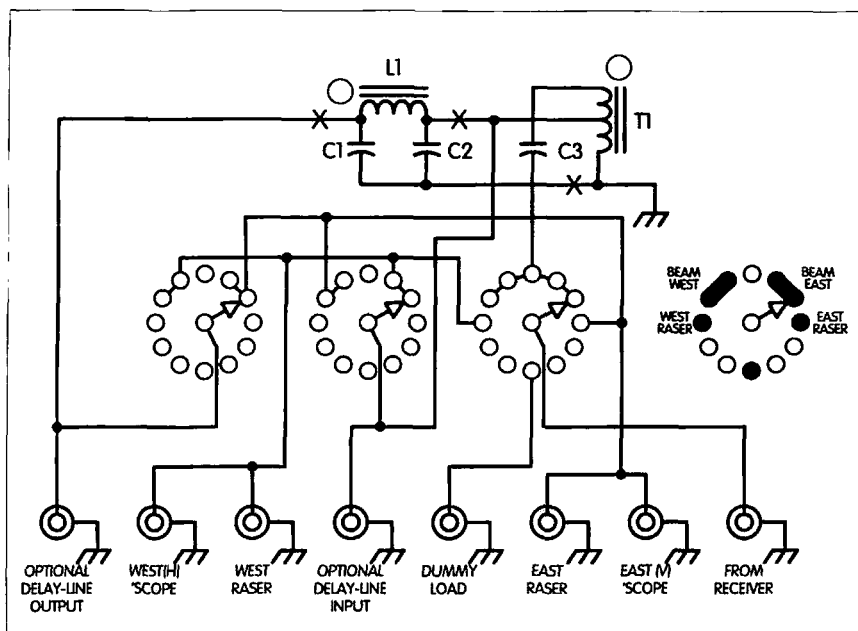 L1
T1
C1
C2
C3
BEAM
WEST
BEAM
EAST
WEST
RASER
EAST
RASER
OPTIONAL
DELAY-LINE
OUTPUT
WEST(H)
'SCOPE
WEST
RASER
OPTIONAL
DELAY-LINE
INPUT
DUMMY
LOAD
EAST
RASER
EAST (V)
'SCOPE
FROM
RECEIVER